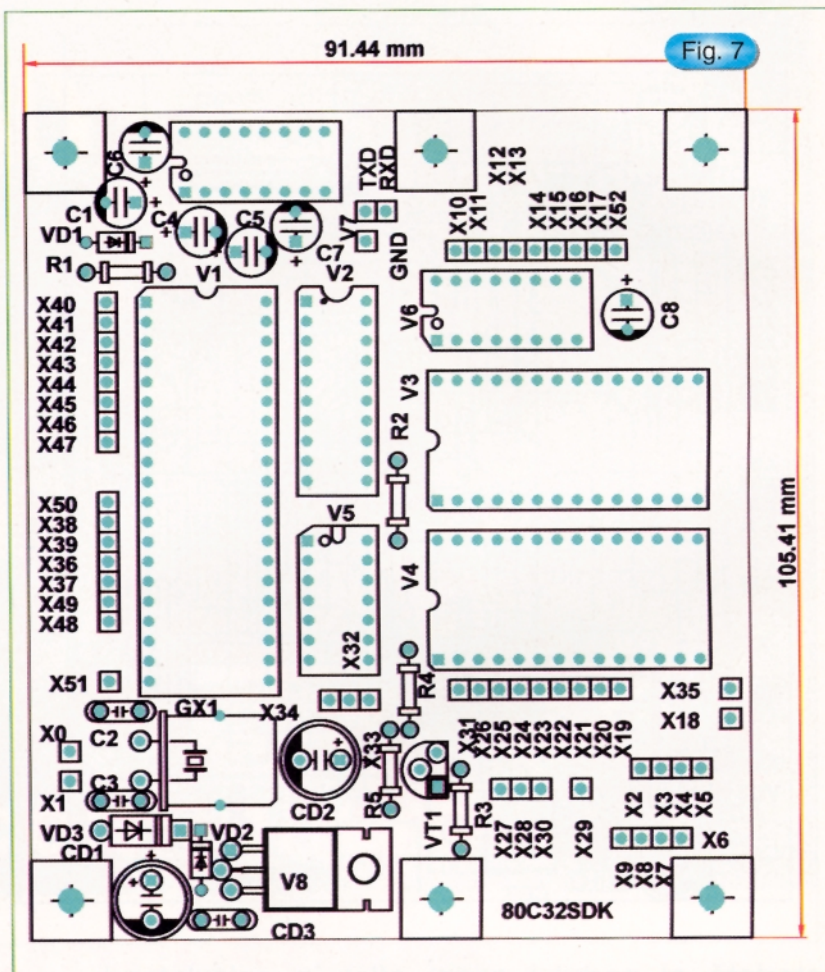 91.44 mm
Fig. 7
105.41 mm
C6
TXD
RXD
X12
X13
C1
C4
C5
V7
C7
GND
X10
X11
X14
X15
X16
X17
X52
VD1
R1
V1
V2
V6
C8
X40
X41
X42
X43
X44
X45
X46
X47
V3
R2
X50
X38
X39
X36
X37
X49
X48
V5
V4
X32
X51
R4
X35
X18
GX1
X34
X0
C2
C3
X1
X33
X31
X26
X25
X24
X23
X22
X21
X20
X19
R5
CD2
VT1
R3
X2
X3
X4
X5
X27
X28
X30
X29
X6
X9
X8
X7
VD3
VD2
CD1
V8
CD3
80C32SDK